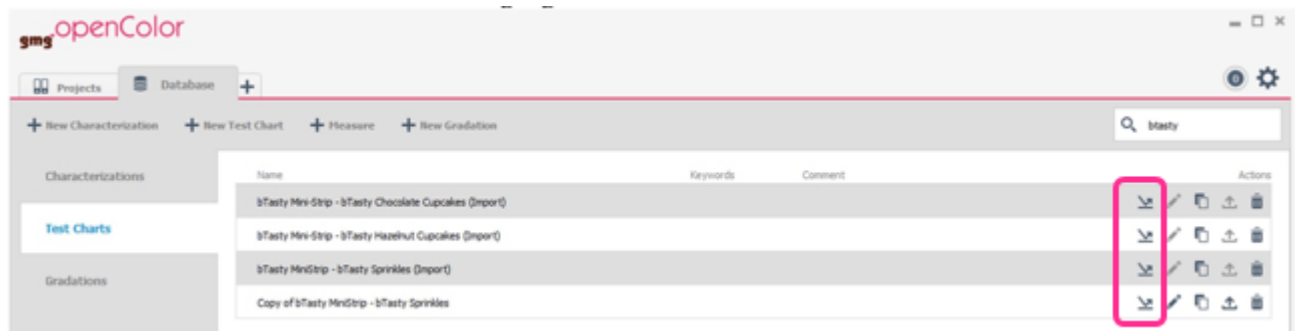 gmg openColor
Projects
Database
New Characterization
New Test Chart
Measure
New Gradation
btasty
Characterizations
Test Charts
Gradations
Name Keywords Comment Actions
bTasty Mini-Strip - bTasty Chocolate Cupcakes (Import)
bTasty Mini-Strip - bTasty Hazelnut Cupcakes (Import)
bTasty MiniStrip - bTasty Sprinkles (Import)
Copy of bTasty MiniStrip - bTasty Sprinkles